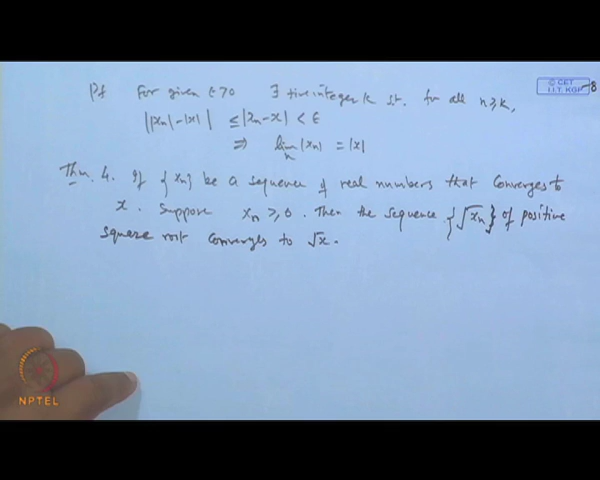 Pf For given ε>0 ∃ +ive integer k s.t. for all n≥k,
||xn|-|x|| ≤|xn-x| < ε
⇒ lim n |xn| = |x|
Thm. 4. If {xn} be a sequence of real numbers that converges to
x. Suppose xn ≥ 0. Then the sequence {√xn} of positive
square root converges to √x.
© CET
I.I.T. KGP
8
NPTEL